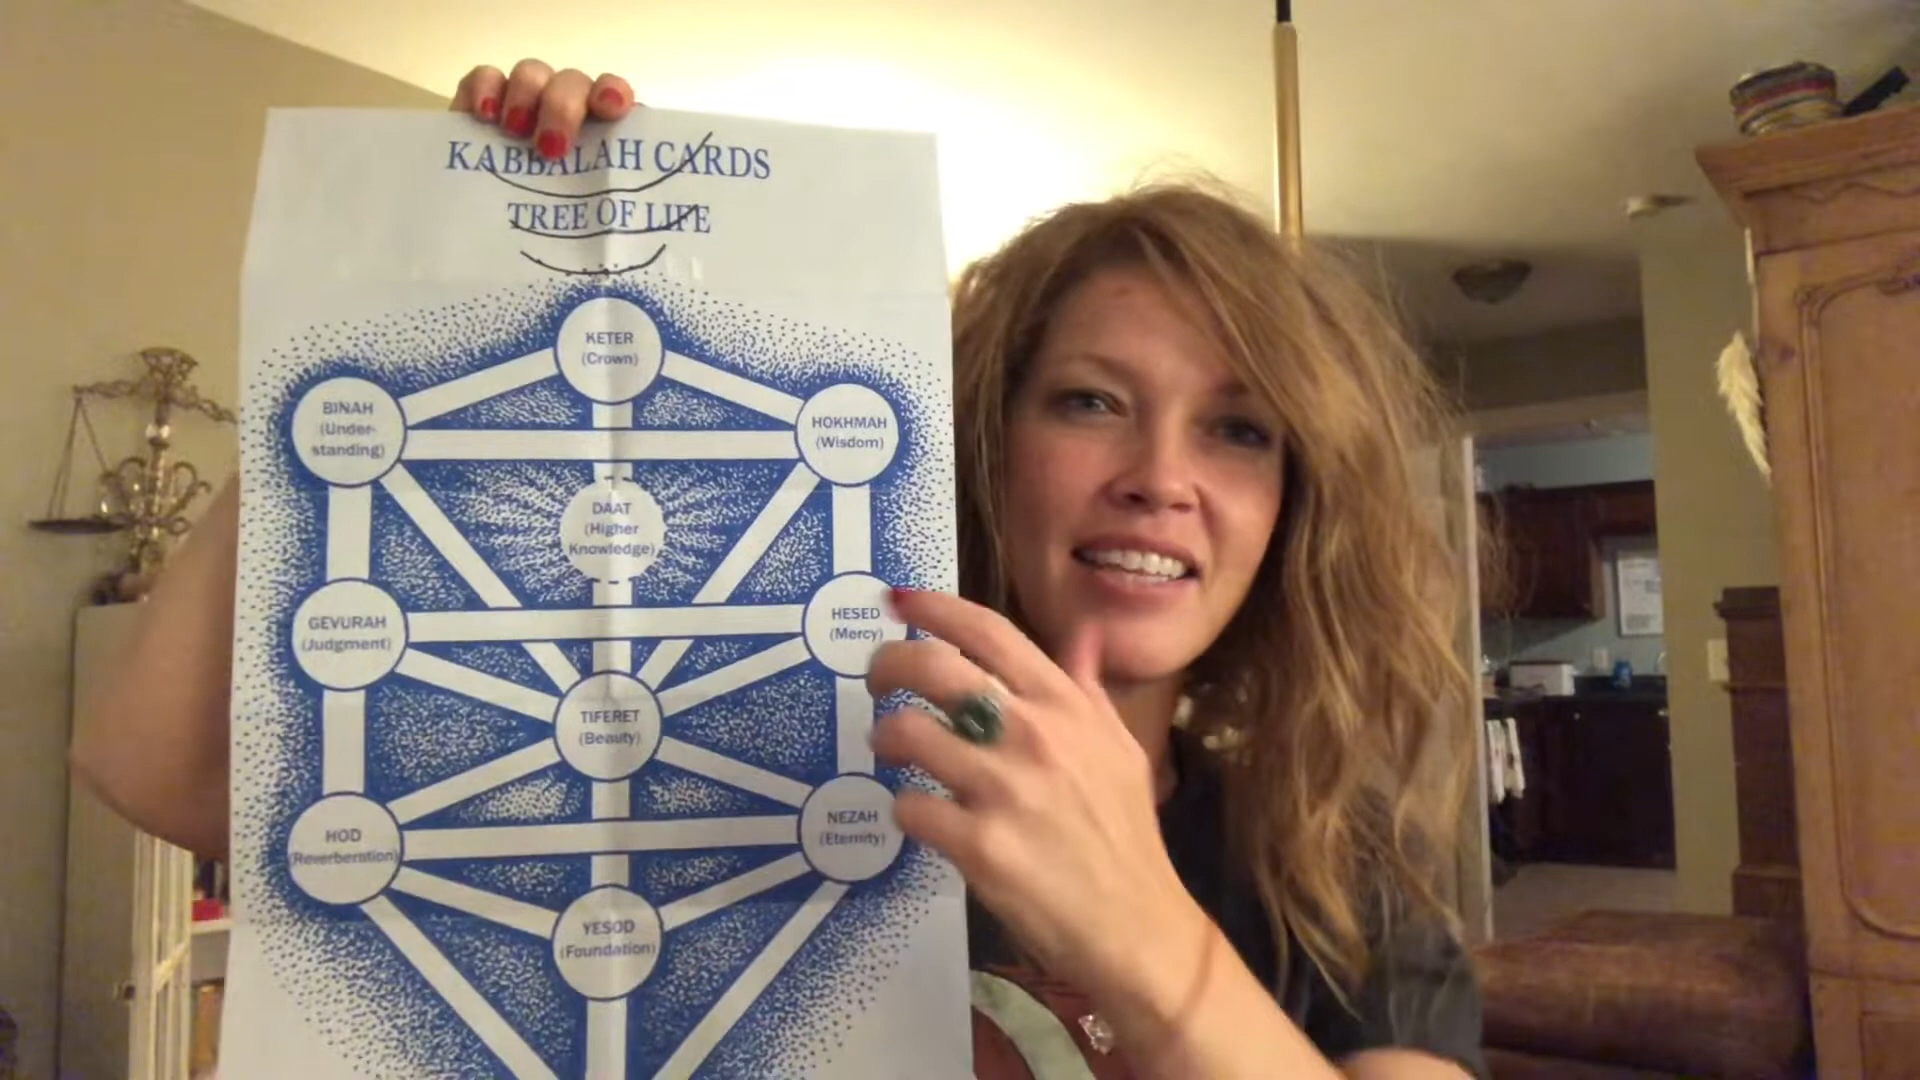 KABBALAH CARDS
TREE OF LIFE
KETER
(Crown)
BINAH
(Under-
standing)
HOKHMAH
(Wisdom)
DAAT
(Higher
Knowledge)
GEVURAH
(Judgment)
HESED
(Mercy)
TIFERET
(Beauty)
HOD
(Reverberation)
NEZAH
(Eternity)
YESOD
(Foundation)